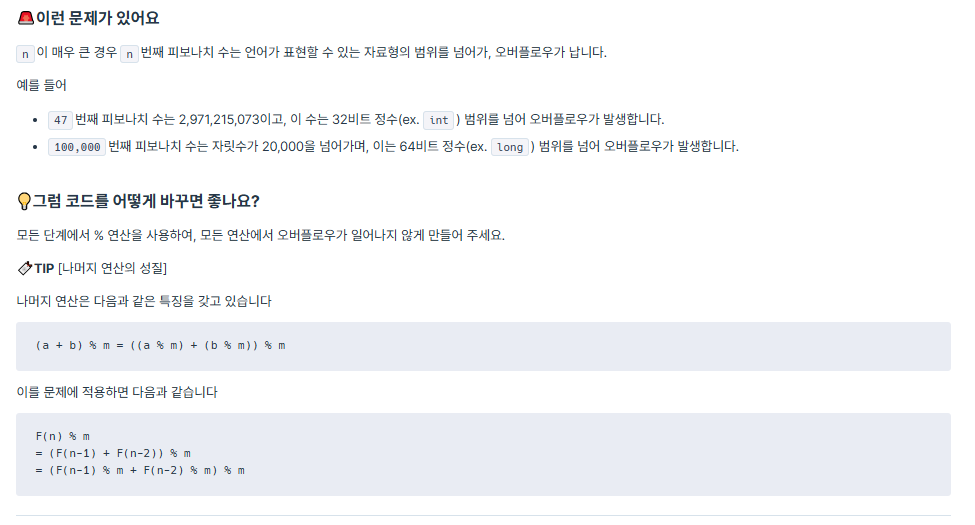 🚨이런 문제가 있어요
n 이 매우 큰 경우 n 번째 피보나치 수는 언어가 표현할 수 있는 자료형의 범위를 넘어가, 오버플로우가 납니다.
예를 들어
• 47 번째 피보나치 수는 2,971,215,073이고, 이 수는 32비트 정수(ex. int ) 범위를 넘어 오버플로우가 발생합니다.
• 100,000 번째 피보나치 수는 자릿수가 20,000을 넘어가며, 이는 64비트 정수(ex. long ) 범위를 넘어 오버플로우가 발생합니다.
💡그럼 코드를 어떻게 바꾸면 좋나요?
모든 단계에서 % 연산을 사용하여, 모든 연산에서 오버플로우가 일어나지 않게 만들어 주세요.
🏷️TIP [나머지 연산의 성질]
나머지 연산은 다음과 같은 특징을 갖고 있습니다
(a + b) % m = ((a % m) + (b % m)) % m
이를 문제에 적용하면 다음과 같습니다
F(n) % m
= (F(n-1) + F(n-2)) % m
= (F(n-1) % m + F(n-2) % m) % m